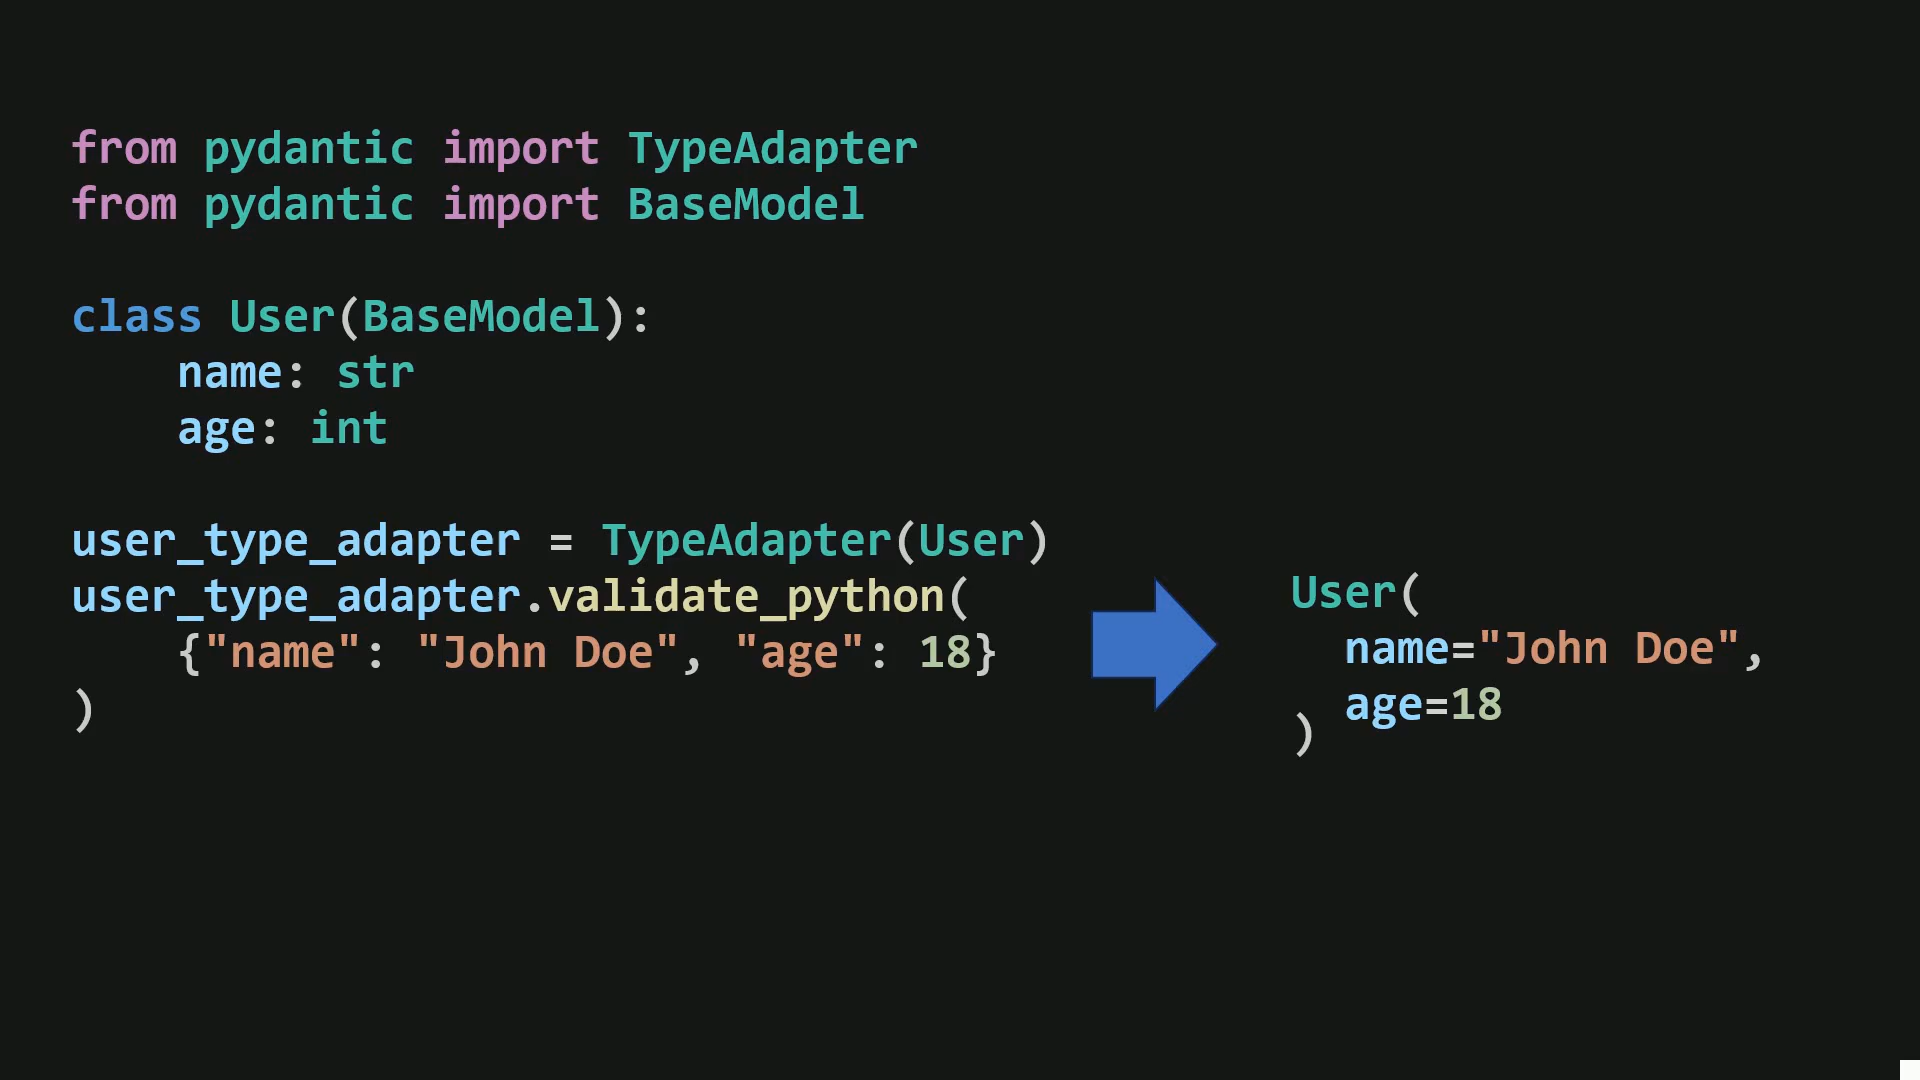 from pydantic import TypeAdapter
from pydantic import BaseModel
class User(BaseModel):
    name: str
    age: int
user_type_adapter = TypeAdapter(User)
user_type_adapter.validate_python(
    {"name": "John Doe", "age": 18}
)
User(
  name="John Doe",
  age=18
)